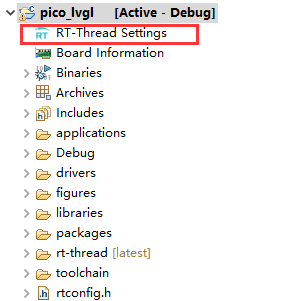 pico_lvgl [Active - Debug]
RT RT-Thread Settings
Board Information
Binaries
Archives
Includes
applications
Debug
drivers
figures
libraries
packages
rt-thread [latest]
toolchain
rtconfig.h